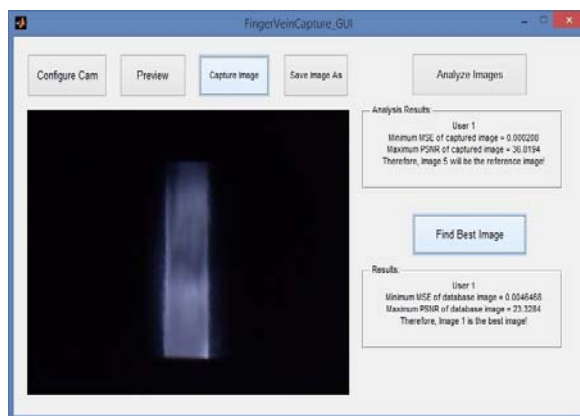 FingerVeinCapture_GUI
Configure Cam
Preview
Capture Image
Save Image As
Analyze Images
Analysis Results:
User 1
Minimum MSE of captured image = 0.000208
Maximum PSNR of captured image = 36.8194
Therefore, Image 5 will be the reference image!
Find Best Image
Results:
User 1
Minimum MSE of database image = 0.0046468
Maximum PSNR of database image = 23.3284
Therefore, Image 1 is the best image!